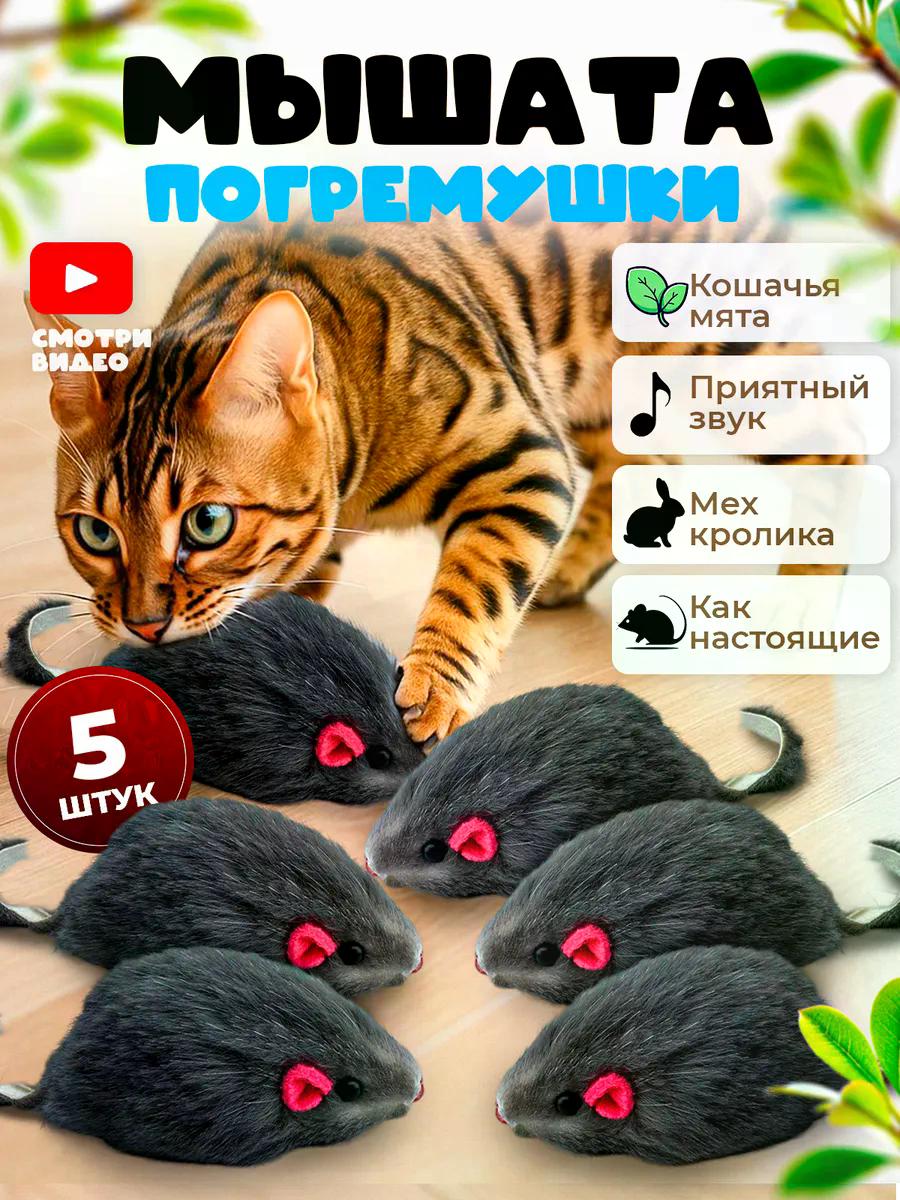 МЫШАТА
ПОГРЕМУШКИ
СМОТРИ
ВИДЕО
Кошачья
мята
Приятный
звук
Мех
кролика
Как
настоящие
5
ШТУК